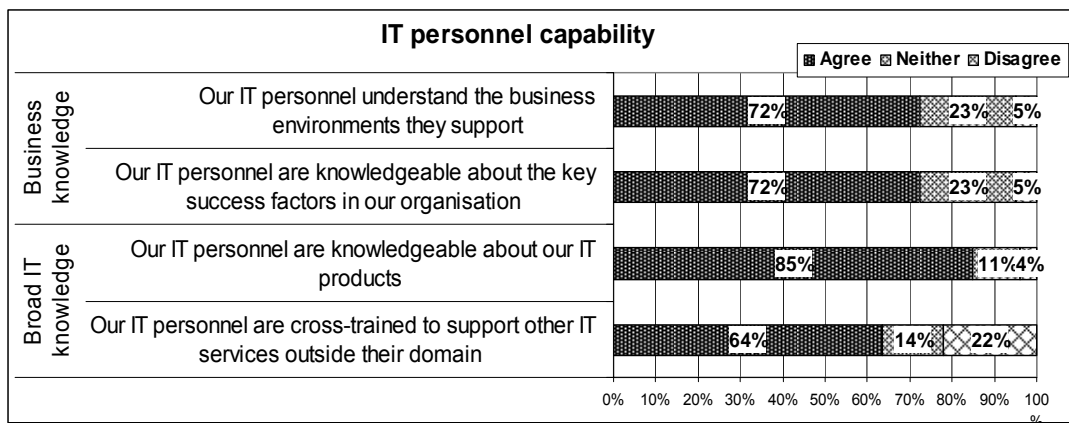 IT personnel capability
Agree Neither Disagree
Business
knowledge
Our IT personnel understand the business
environments they support
72% 23% 5%
Our IT personnel are knowledgeable about the key
success factors in our organisation
72% 23% 5%
Broad IT
knowledge
Our IT personnel are knowledgeable about our IT
products
85% 11% 4%
Our IT personnel are cross-trained to support other IT
services outside their domain
64% 14% 22%
0% 10% 20% 30% 40% 50% 60% 70% 80% 90% 100
%